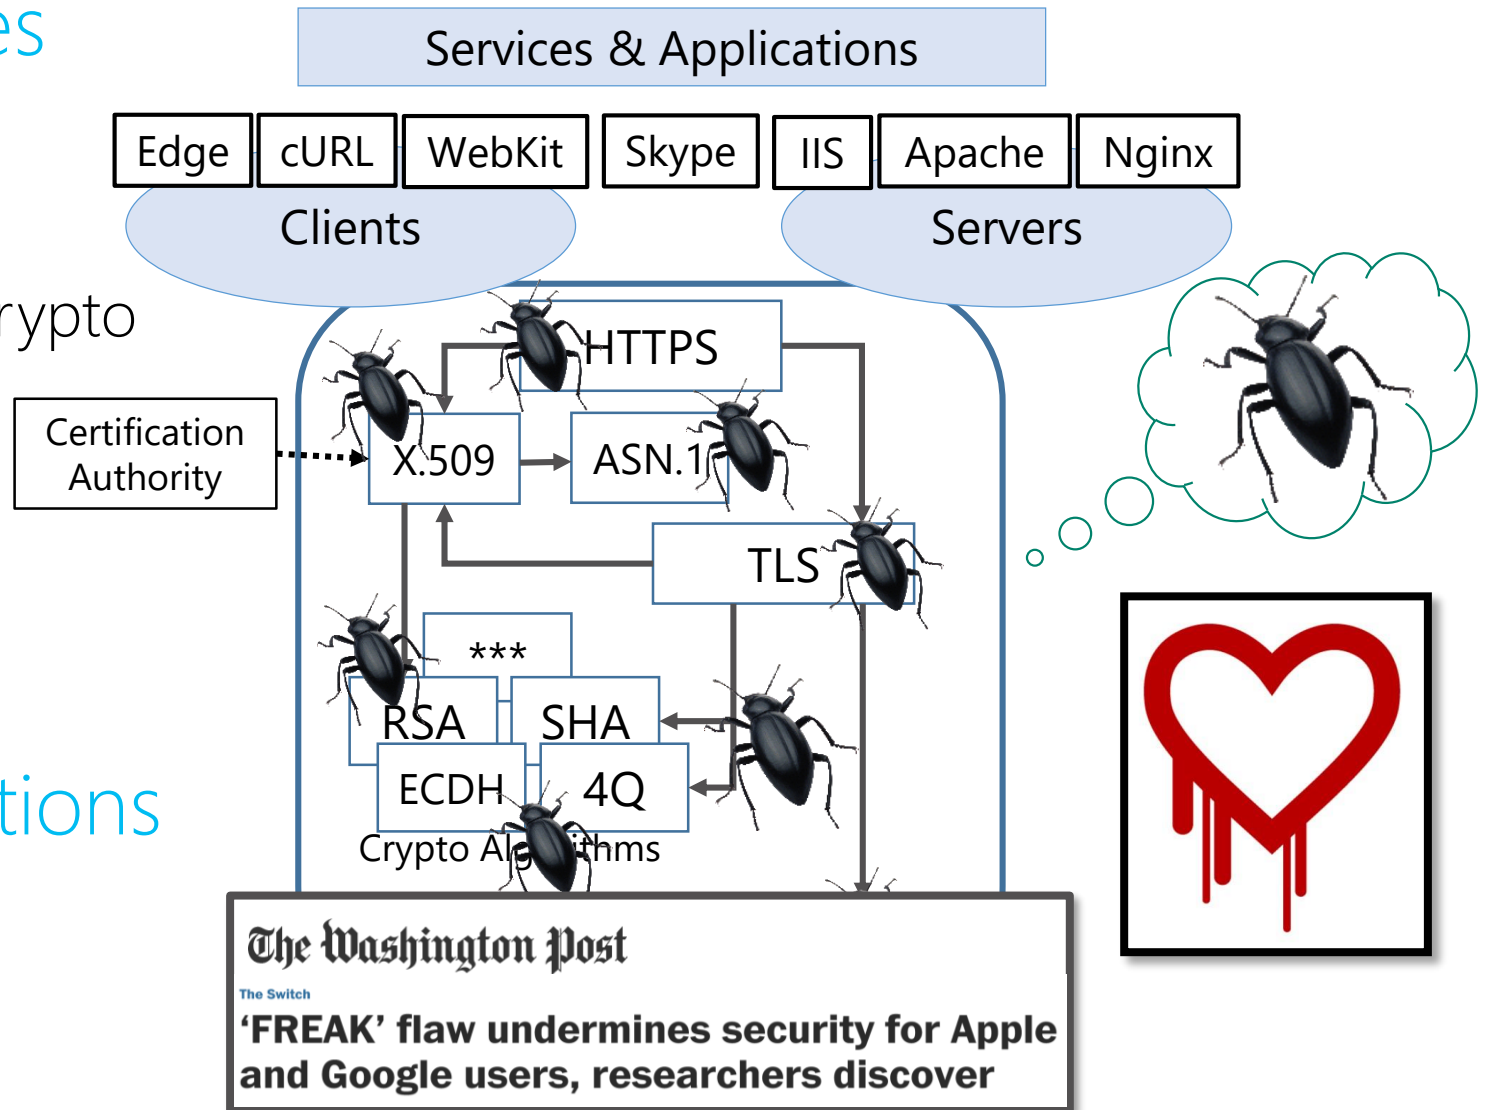 es
Services & Applications
Edge cURL WebKit Skype IIS Apache Nginx
Clients Servers
rypto
HTTPS
Certification
Authority
X.509 ASN.1
TLS
***
RSA SHA
ECDH 4Q
tions
Crypto Algorithms
The Washington Post
The Switch
‘FREAK’ flaw undermines security for Apple
and Google users, researchers discover